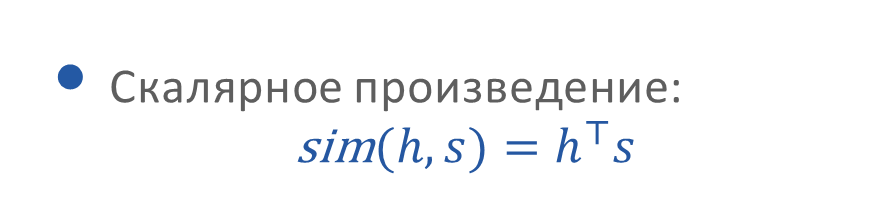 • Скалярное произведение:
sim(h, s) = h⊤s